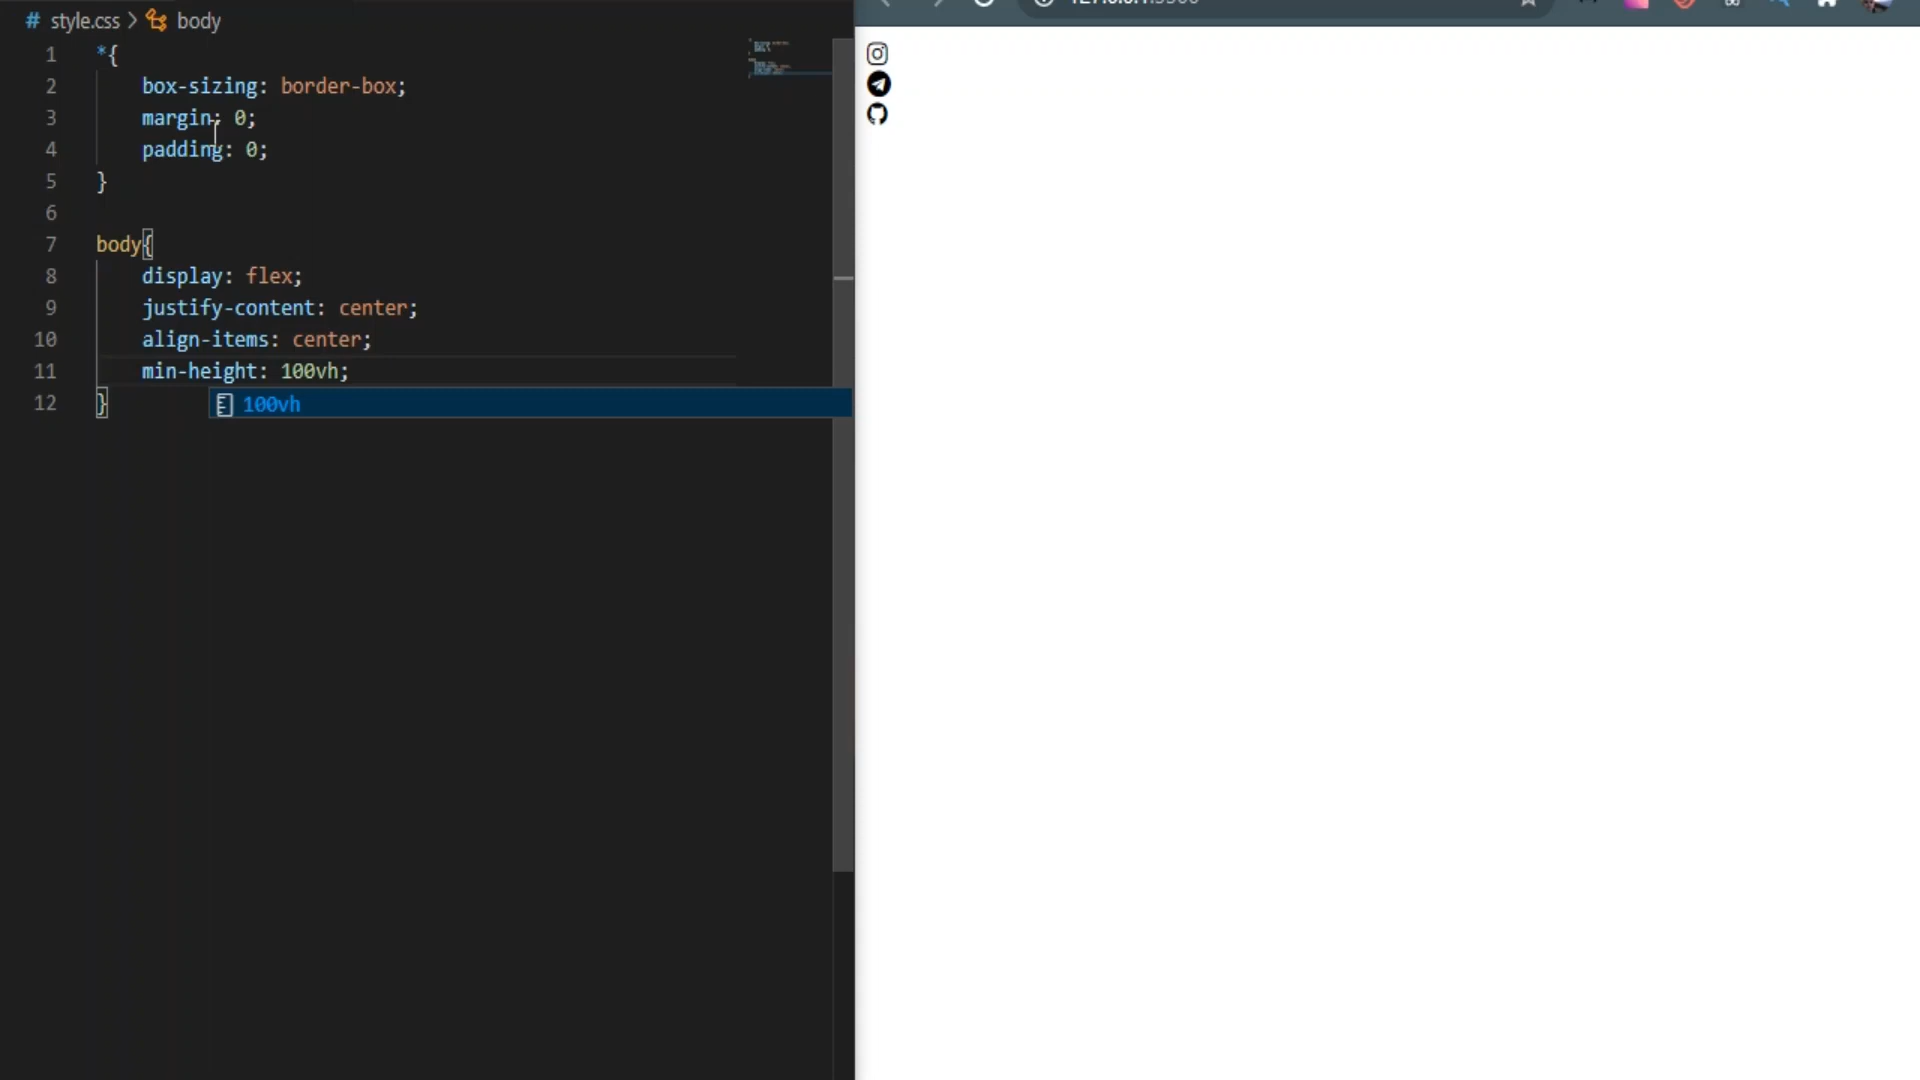 # style.css > body
1 *{
2 box-sizing: border-box;
3 margin: 0;
4 padding: 0;
5 }
6
7 body{
8 display: flex;
9 justify-content: center;
10 align-items: center;
11 min-height: 100vh;
12 }
100vh